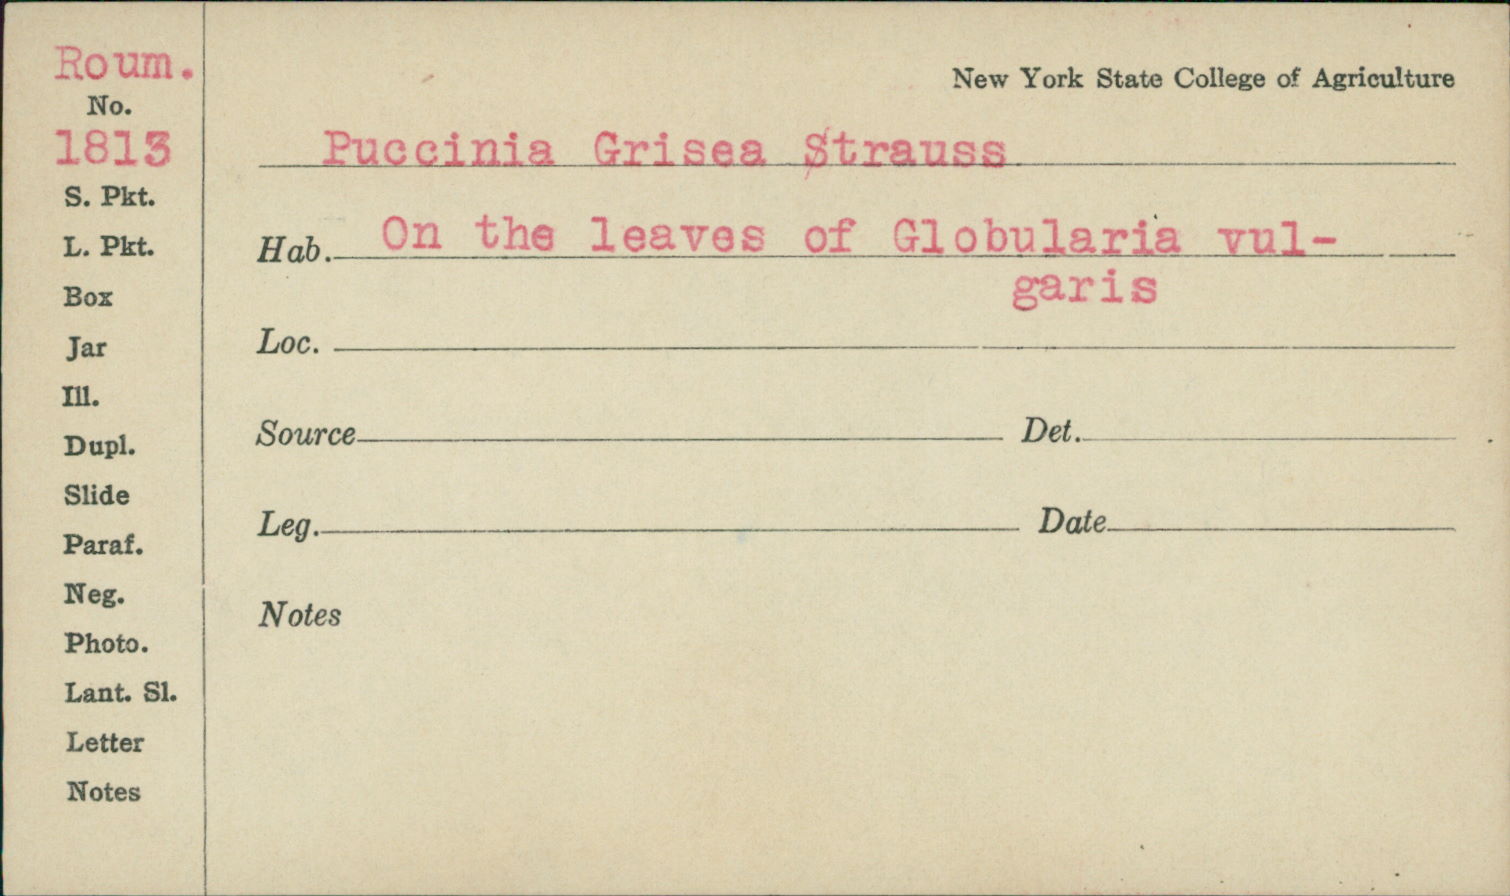 Roum.
No.
1813
S. Pkt.
L. Pkt.
Box
Jar
Ill.
Dupl.
Slide
Paraf.
Neg.
Photo.
Lant. Sl.
Letter
Notes
New York State College of Agriculture
Puccinia Grisea Strauss
Hab. On the leaves of Globularia vul-
garis
Loc.
Source Det.
Leg. Date
Notes